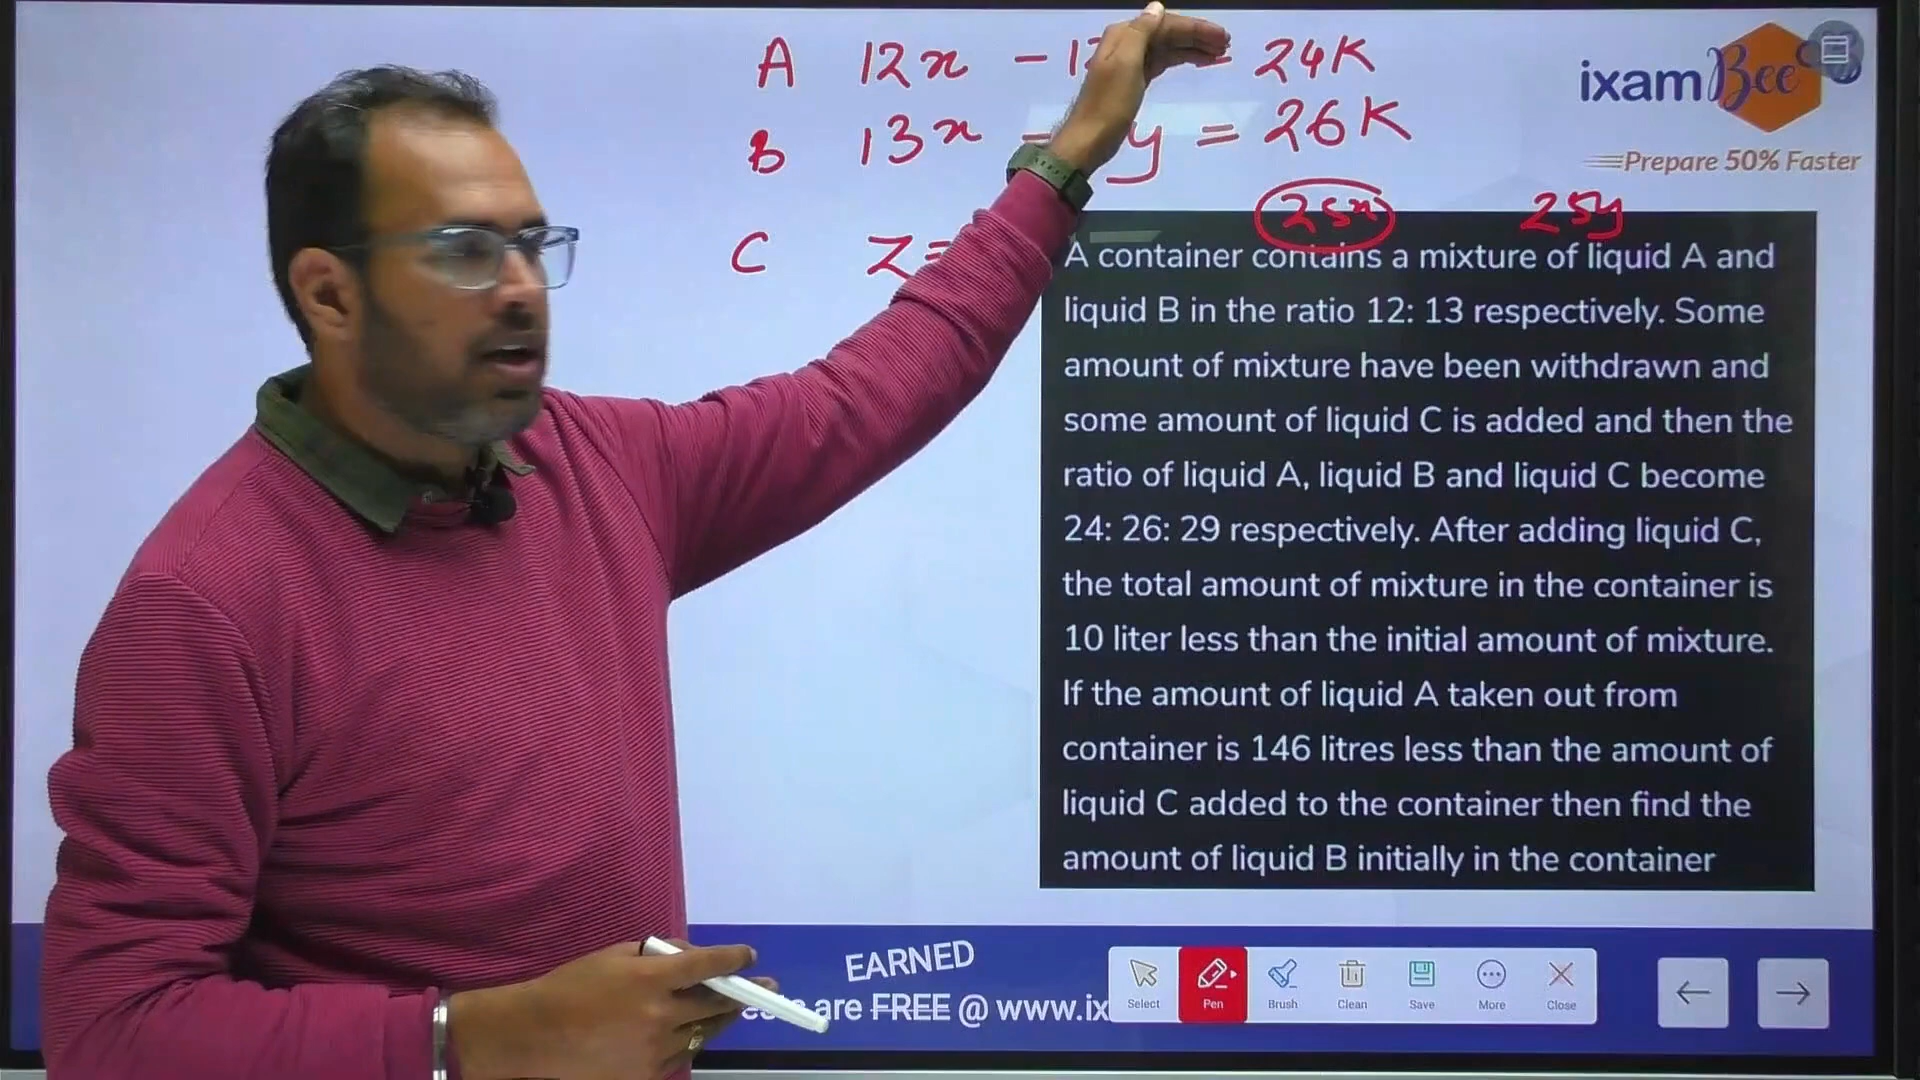 A 12x - 12 = 24K
B 13x - y = 26K
25x 25y
C Z =
ixamBee
Prepare 50% Faster
A container contains a mixture of liquid A and
liquid B in the ratio 12: 13 respectively. Some
amount of mixture have been withdrawn and
some amount of liquid C is added and then the
ratio of liquid A, liquid B and liquid C become
24: 26: 29 respectively. After adding liquid C,
the total amount of mixture in the container is
10 liter less than the initial amount of mixture.
If the amount of liquid A taken out from
container is 146 litres less than the amount of
liquid C added to the container then find the
amount of liquid B initially in the container
EARNED
are FREE @ www.ix
Select Pen Brush Clean Save More Close